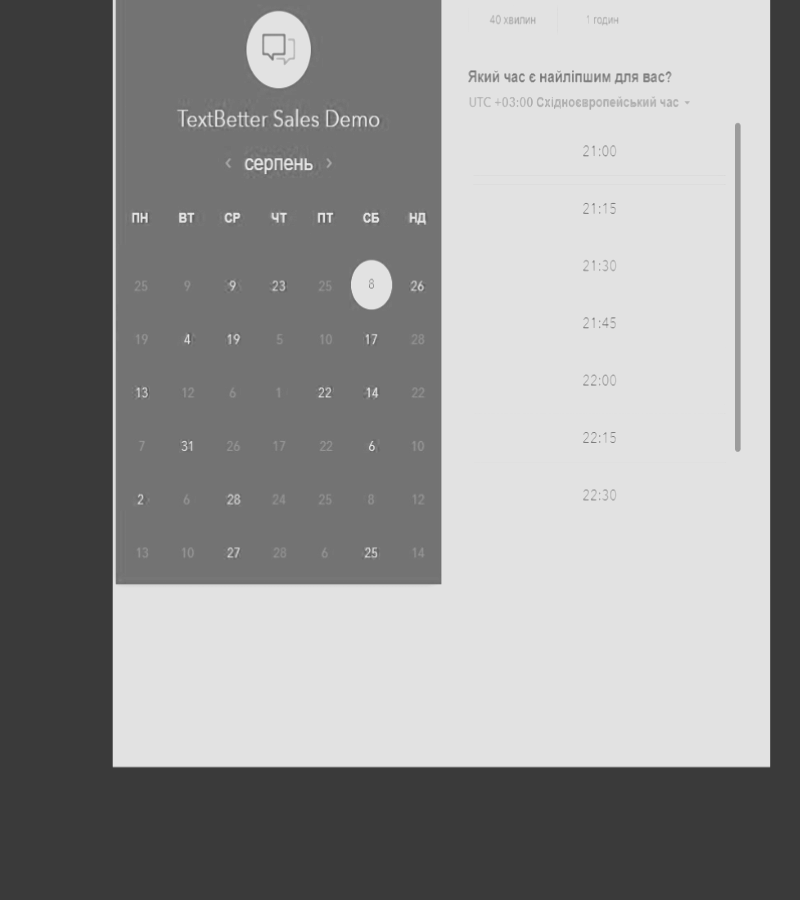 40 хвилин 1 годин
TextBetter Sales Demo
‹ серпень ›
ПН ВТ СР ЧТ ПТ СБ НД
25 9 9 23 25 8 26
19 4 19 5 10 17 28
13 12 6 1 22 14 22
7 31 26 17 22 6 10
2 6 28 24 25 8 12
13 10 27 28 6 25 14
Який час є найліпшим для вас?
UTC +03:00 Східноєвропейський час
21:00
21:15
21:30
21:45
22:00
22:15
22:30